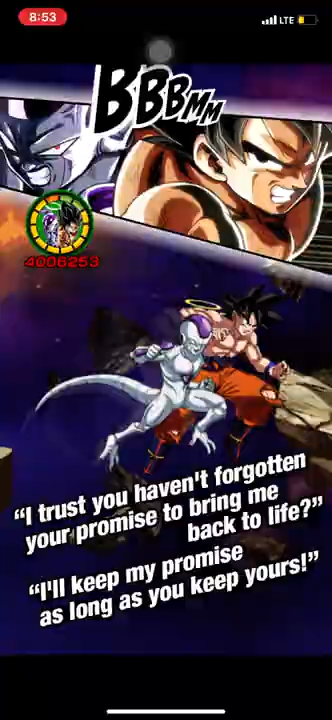 8:53
LTE
BBBMM
4006253
“I trust you haven't forgotten
your promise to bring me
back to life?”
“I'll keep my promise
as long as you keep yours!”